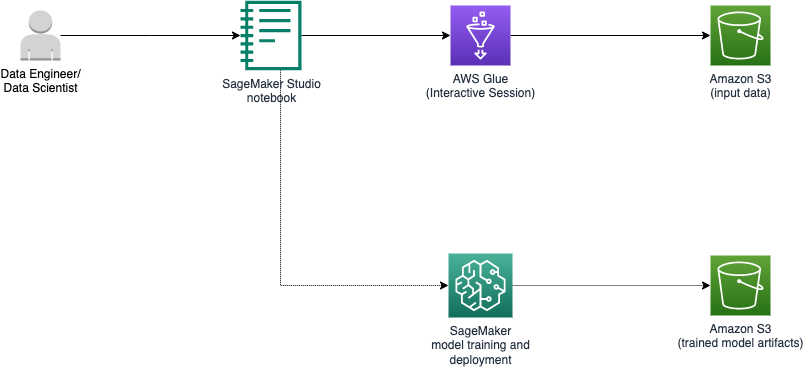 Data Engineer/
Data Scientist
SageMaker Studio
notebook
AWS Glue
(Interactive Session)
Amazon S3
(input data)
SageMaker
model training and
deployment
Amazon S3
(trained model artifacts)